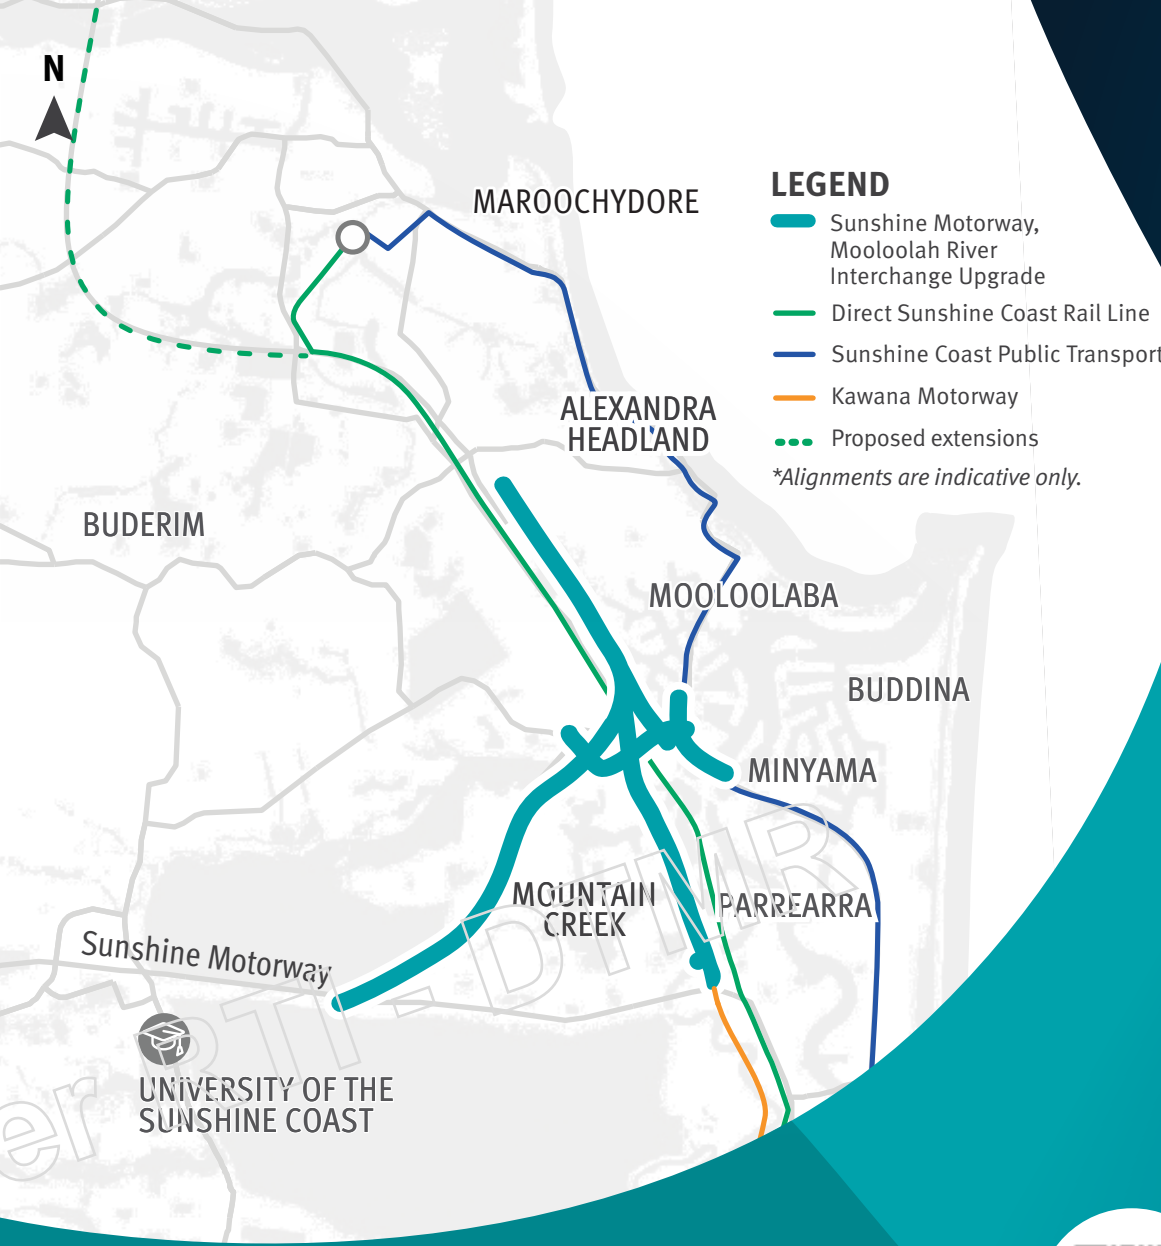 N
MAROOCHYDORE
LEGEND
Sunshine Motorway,
Mooloolah River
Interchange Upgrade
Direct Sunshine Coast Rail Line
Sunshine Coast Public Transport
Kawana Motorway
Proposed extensions
*Alignments are indicative only.
ALEXANDRA
HEADLAND
BUDERIM
MOOLOOLABA
BUDDINA
MINYAMA
MOUNTAIN
CREEK
PARREARRA
Sunshine Motorway
UNIVERSITY OF THE
SUNSHINE COAST
er RTI - DTMR